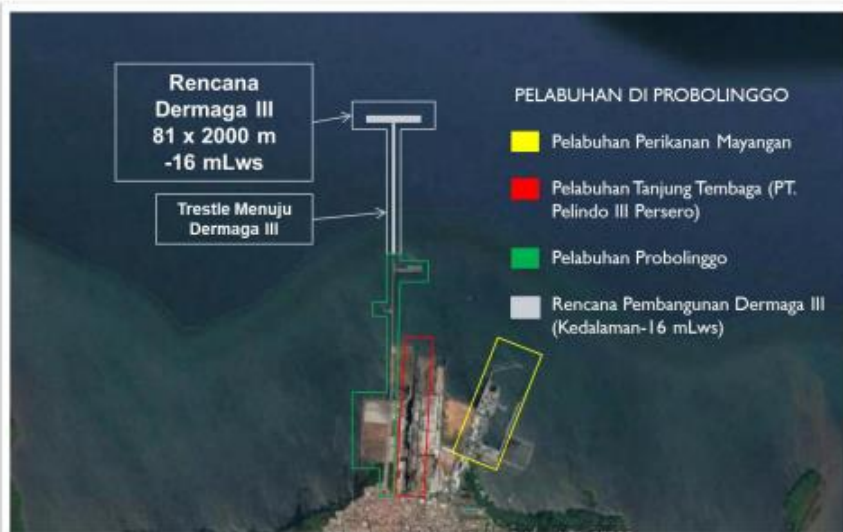 Rencana
Dermaga III
81 x 2000 m
-16 mLws
Trestle Menuju
Dermaga III
PELABUHAN DI PROBOLINGGO
Pelabuhan Perikanan Mayangan
Pelabuhan Tanjung Tembaga (PT.
Pelindo III Persero)
Pelabuhan Probolinggo
Rencana Pembangunan Dermaga III
(Kedalaman-16 mLws)